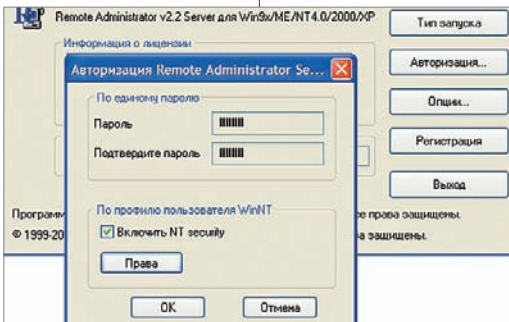 Remote Administrator v2.2 Server для Win9x/ME/NT4.0/2000/XP
Тип запуска
Информация о лицензии
Авторизация...
Авторизация Remote Administrator Se...
По единому паролю
Опции...
Пароль
Подтвердите пароль
Регистрация
Выход
По профилю пользователя WinNT
права защищены.
© 1999-20
защищены.
Включить NT security
Права
OK
Отмена